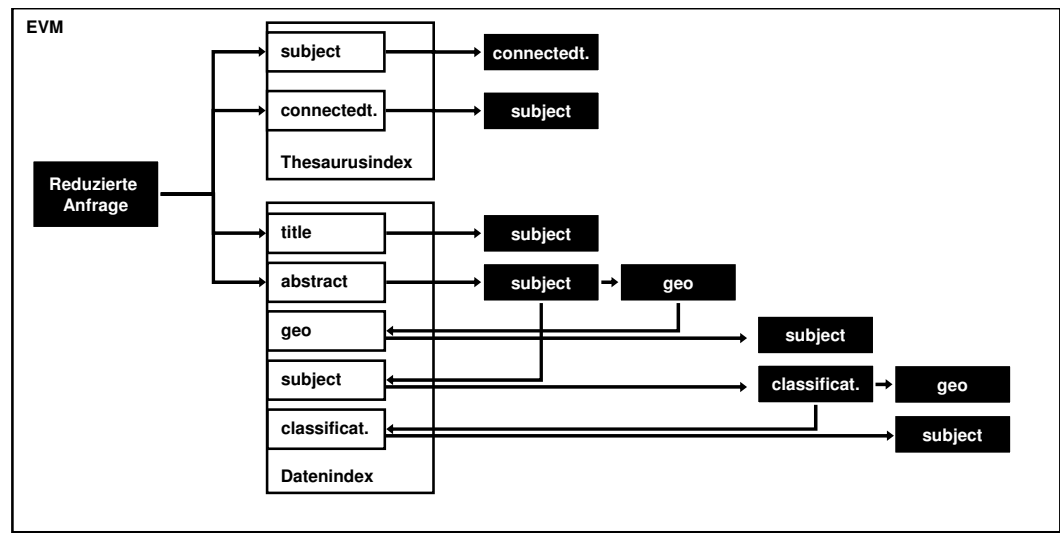 EVM
subject
connectedt.
connectedt.
subject
Thesaurusindex
Reduzierte
Anfrage
title
subject
abstract
subject
geo
geo
subject
subject
classificat.
geo
classificat.
subject
Datenindex